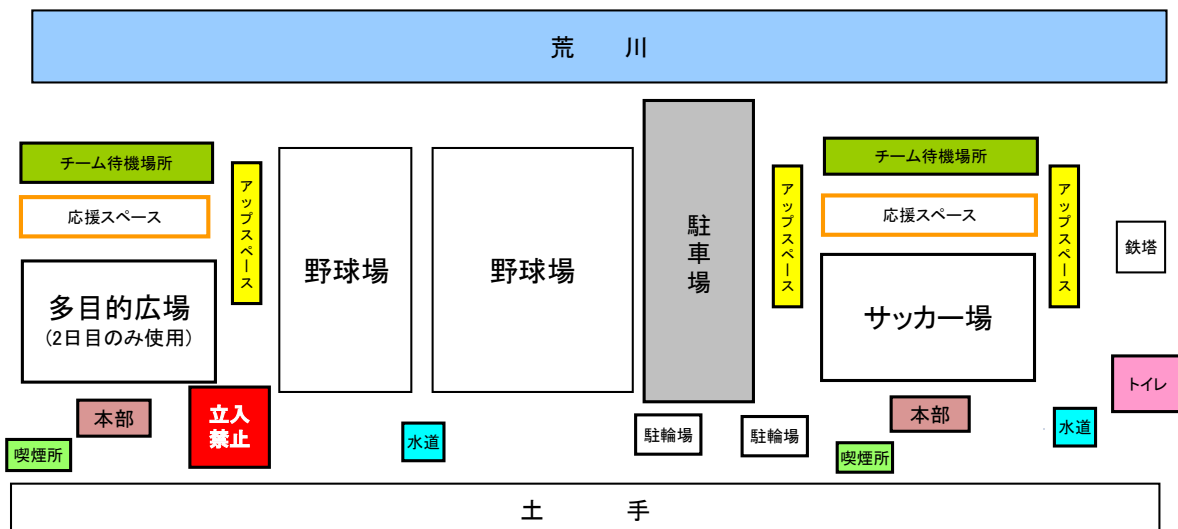 荒　　川
チーム待機場所
応援スペース
アップスペース
多目的広場
(2日目のみ使用)
本部
喫煙所
立入
禁止
野球場
水道
野球場
駐車場
駐輪場
駐輪場
アップスペース
チーム待機場所
応援スペース
サッカー場
アップスペース
鉄塔
トイレ
本部
喫煙所
水道
土　　手